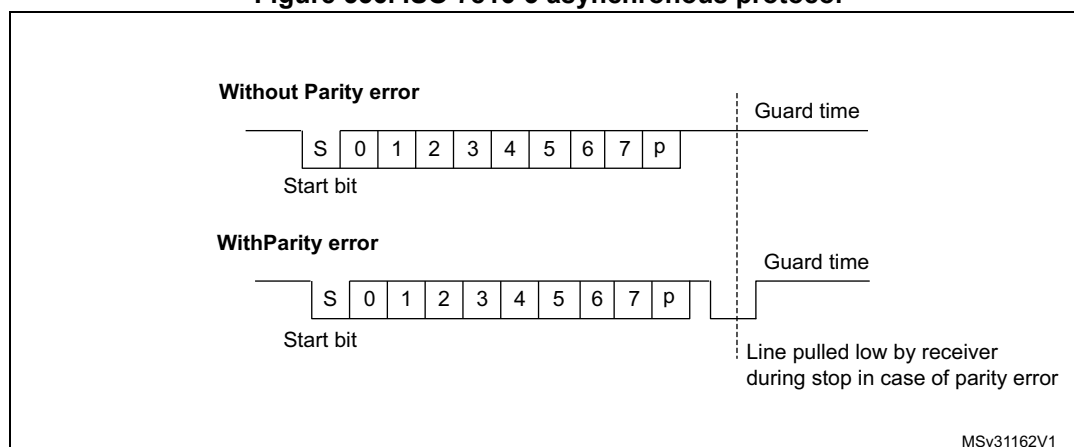 Figure 333. ISO 7816-3 asynchronous protocol
Without Parity error
Guard time
S 0 1 2 3 4 5 6 7 p
Start bit
WithParity error
Guard time
S 0 1 2 3 4 5 6 7 p
Start bit
Line pulled low by receiver
during stop in case of parity error
MSv31162V1